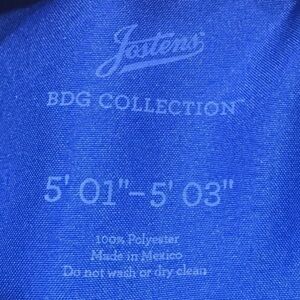 Jostens
BDG COLLECTION™
5' 01"–5' 03"
100% Polyester
Made in Mexico
Do not wash or dry clean